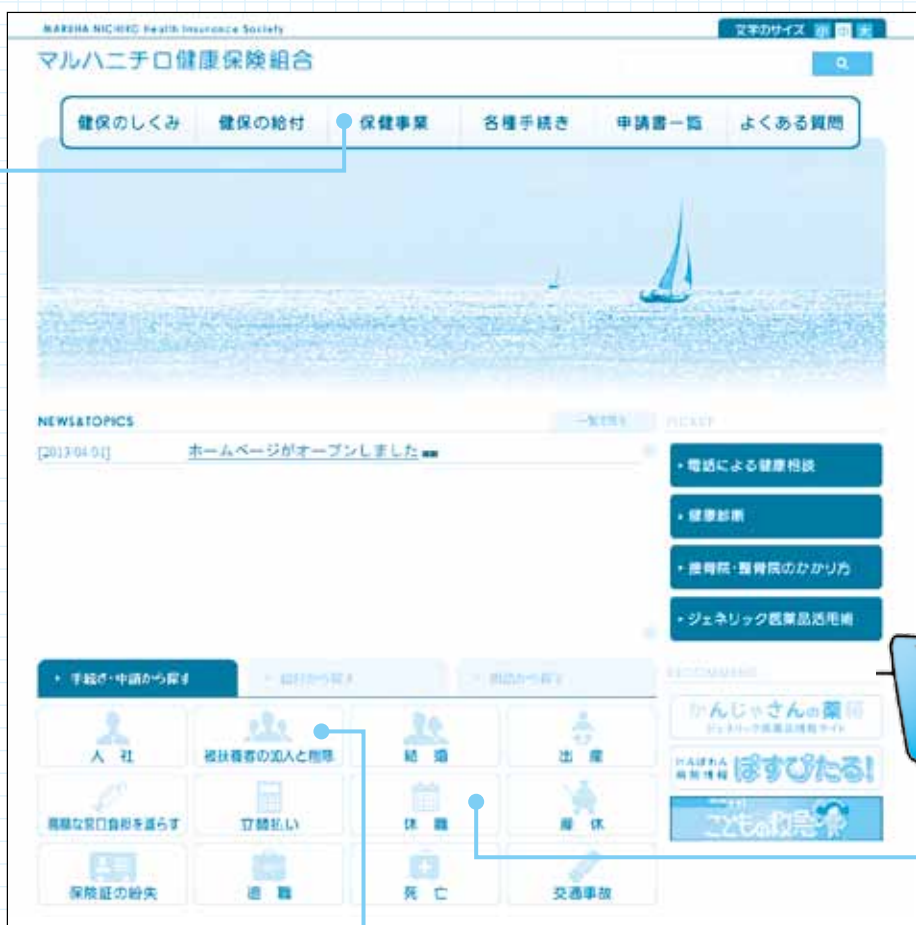 MARUHA NICHIRO Health Insurance Society
文字のサイズ 小 中 大
マルハニチロ健康保険組合
健保のしくみ 健保の給付 保健事業 各種手続き 申請書一覧 よくある質問
NEWS&TOPICS
一覧を見る
[2013.04.01] ホームページがオープンしました
・電話による健康相談
・健康診断
・接骨院・整骨院のかかり方
・ジェネリック医薬品活用術
・手続き・申請から探す
・給付から探す
RECOMMEND
入社 被扶養者の加入と削除 結婚 出産
高額な窓口負担を減らす 立替払い 休職 産休
保険証の紛失 退職 死亡 交通事故
かんじゃさんの薬箱
ジェネリック医薬品情報サイト
けんぽれん
病院情報 ぽすぴたる!
こどもの救急